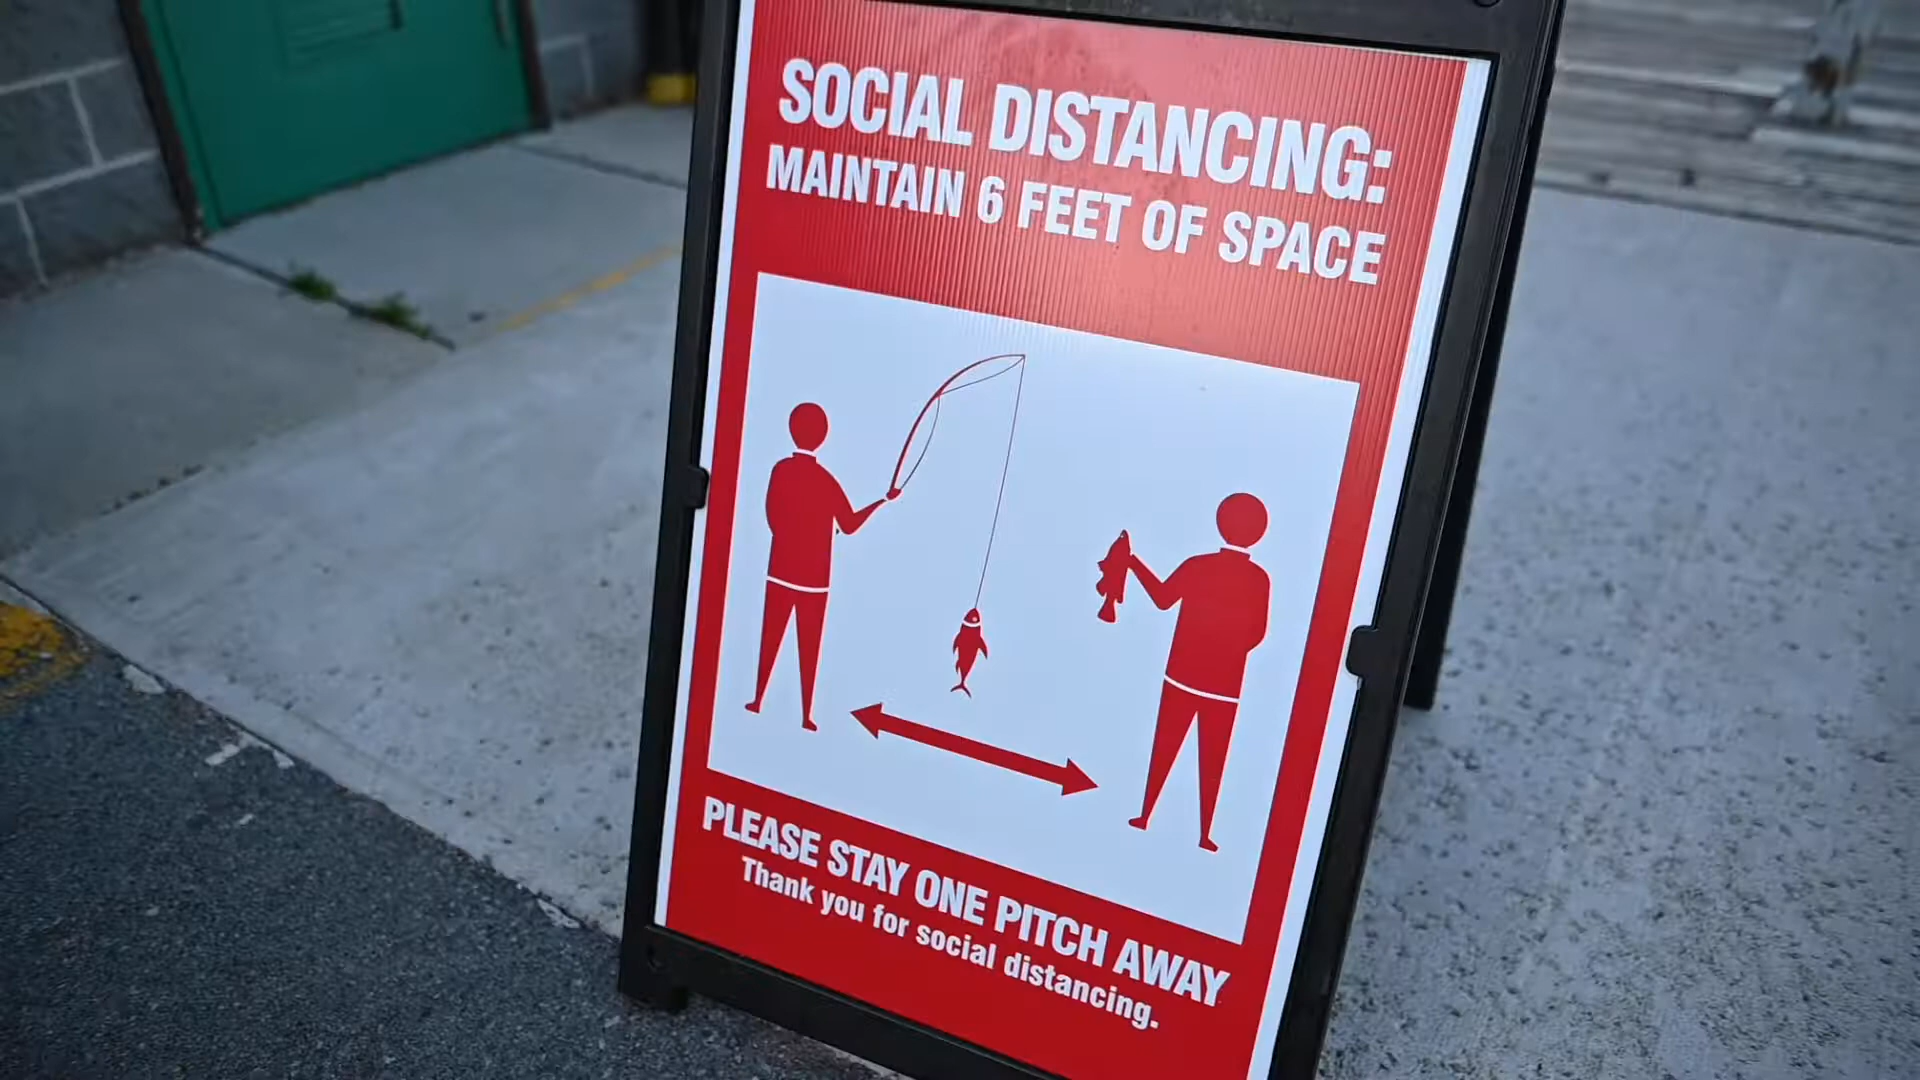 SOCIAL DISTANCING:
MAINTAIN 6 FEET OF SPACE
PLEASE STAY ONE PITCH AWAY
Thank you for social distancing.